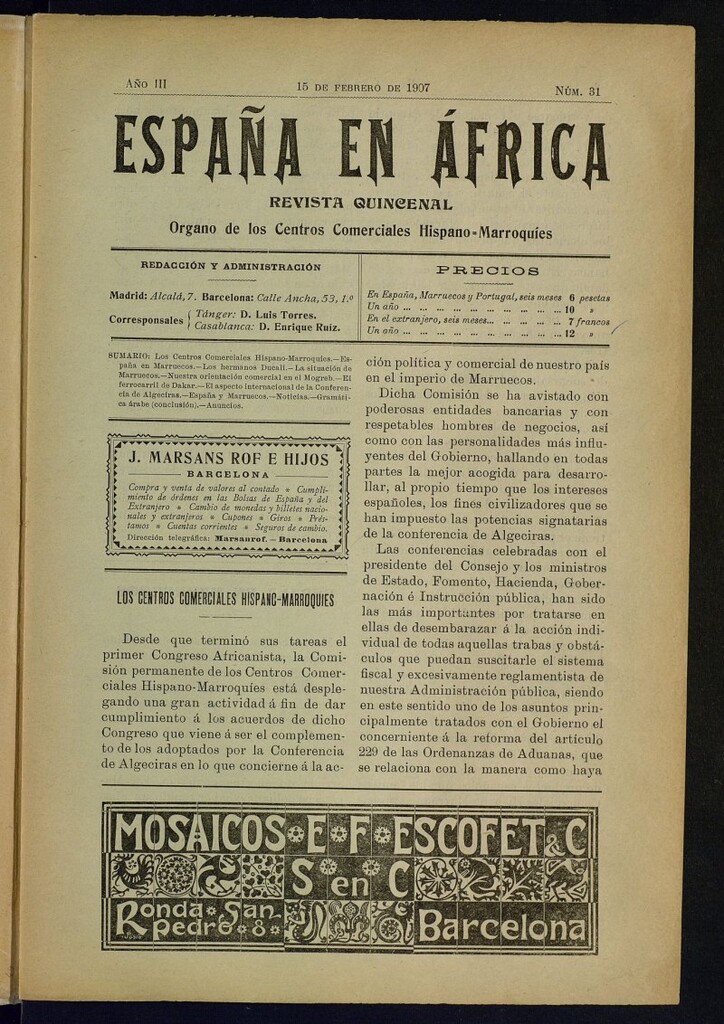 AÑO III
15 DE FEBRERO DE 1907
NÚM. 31
ESPAÑA EN ÁFRICA
REVISTA QUINCENAL
Organo de los Centros Comerciales Hispano-Marroquíes
REDACCIÓN Y ADMINISTRACIÓN
Madrid: Alcalá, 7. Barcelona: Calle Ancha, 53, 1.º
Corresponsales { Tánger: D. Luis Torres.
Casablanca: D. Enrique Ruiz.
PRECIOS
En España, Marruecos y Portugal, seis meses 6 pesetas
Un año ... ... ... ... ... ... ... ... 10 »
En el extranjero, seis meses... ... ... ... 7 francos
Un año ... ... ... ... ... ... ... ... 12 »
SUMARIO: Los Centros Comerciales Hispano-Marroquíes.—Es-
paña en Marruecos.—Los hermanos Ducali.—La situación de
Marruecos.—Nuestra orientación comercial en el Mogreb.—El
ferrocarril de Dakar.—El aspecto internacional de la Conferen-
cia de Algeciras.—España y Marruecos.—Noticias.—Gramáti-
ca árabe (conclusión).—Anuncios.
J. MARSANS ROF E HIJOS
BARCELONA
Compra y venta de valores al contado * Cumpli-
miento de órdenes en las Bolsas de España y del
Extranjero * Cambio de monedas y billetes nacio-
nales y extranjeros * Cupones * Giros * Prés-
tamos * Cuentas corrientes * Seguros de cambio.
Dirección telegráfica: Marsanrof. — Barcelona
LOS CENTROS COMERCIALES HISPANO-MARROQUIES
Desde que terminó sus tareas el
primer Congreso Africanista, la Comi-
sión permanente de los Centros Comer-
ciales Hispano-Marroquíes está desple-
gando una gran actividad á fin de dar
cumplimiento á los acuerdos de dicho
Congreso que viene á ser el complemen-
to de los adoptados por la Conferencia
de Algeciras en lo que concierne á la ac-
ción política y comercial de nuestro país
en el imperio de Marruecos.
Dicha Comisión se ha avistado con
poderosas entidades bancarias y con
respetables hombres de negocios, así
como con las personalidades más influ-
yentes del Gobierno, hallando en todas
partes la mejor acogida para desarro-
llar, al propio tiempo que los intereses
españoles, los fines civilizadores que se
han impuesto las potencias signatarias
de la conferencia de Algeciras.
Las conferencias celebradas con el
presidente del Consejo y los ministros
de Estado, Fomento, Hacienda, Gober-
nación é Instrucción pública, han sido
las más importantes por tratarse en
ellas de desembarazar á la acción indi-
vidual de todas aquellas trabas y obstá-
culos que puedan suscitarle el sistema
fiscal y excesivamente reglamentista de
nuestra Administración pública, siendo
en este sentido uno de los asuntos prin-
cipalmente tratados con el Gobierno el
concerniente á la reforma del artículo
229 de las Ordenanzas de Aduanas, que
se relaciona con la manera como haya
MOSAICOS * E * F * ESCOFET & C
S en C
Ronda * San
Pedro * 8 *
Barcelona